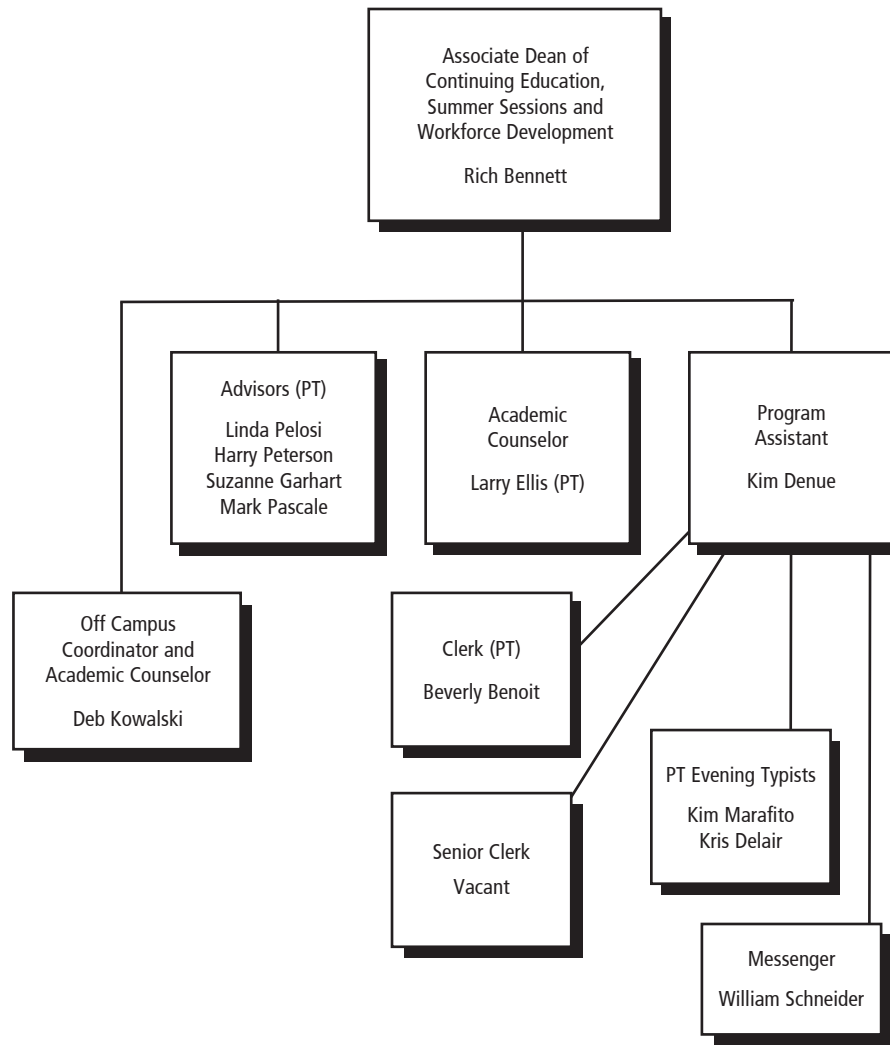 Associate Dean of
Continuing Education,
Summer Sessions and
Workforce Development
Rich Bennett
Advisors (PT)
Linda Pelosi
Harry Peterson
Suzanne Garhart
Mark Pascale
Academic
Counselor
Larry Ellis (PT)
Program
Assistant
Kim Denue
Off Campus
Coordinator and
Academic Counselor
Deb Kowalski
Clerk (PT)
Beverly Benoit
Senior Clerk
Vacant
PT Evening Typists
Kim Marafito
Kris Delair
Messenger
William Schneider